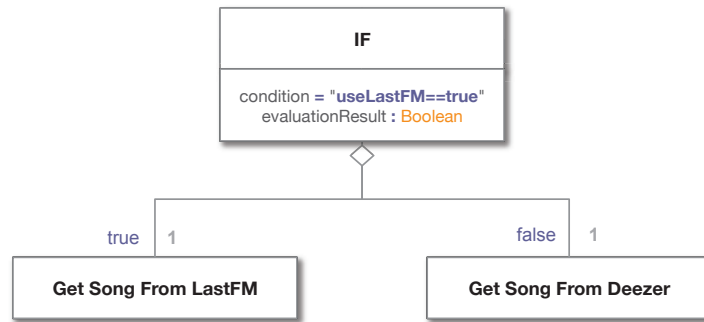 IF
condition = "useLastFM==true"
evaluationResult : Boolean
true 1
false 1
Get Song From LastFM
Get Song From Deezer